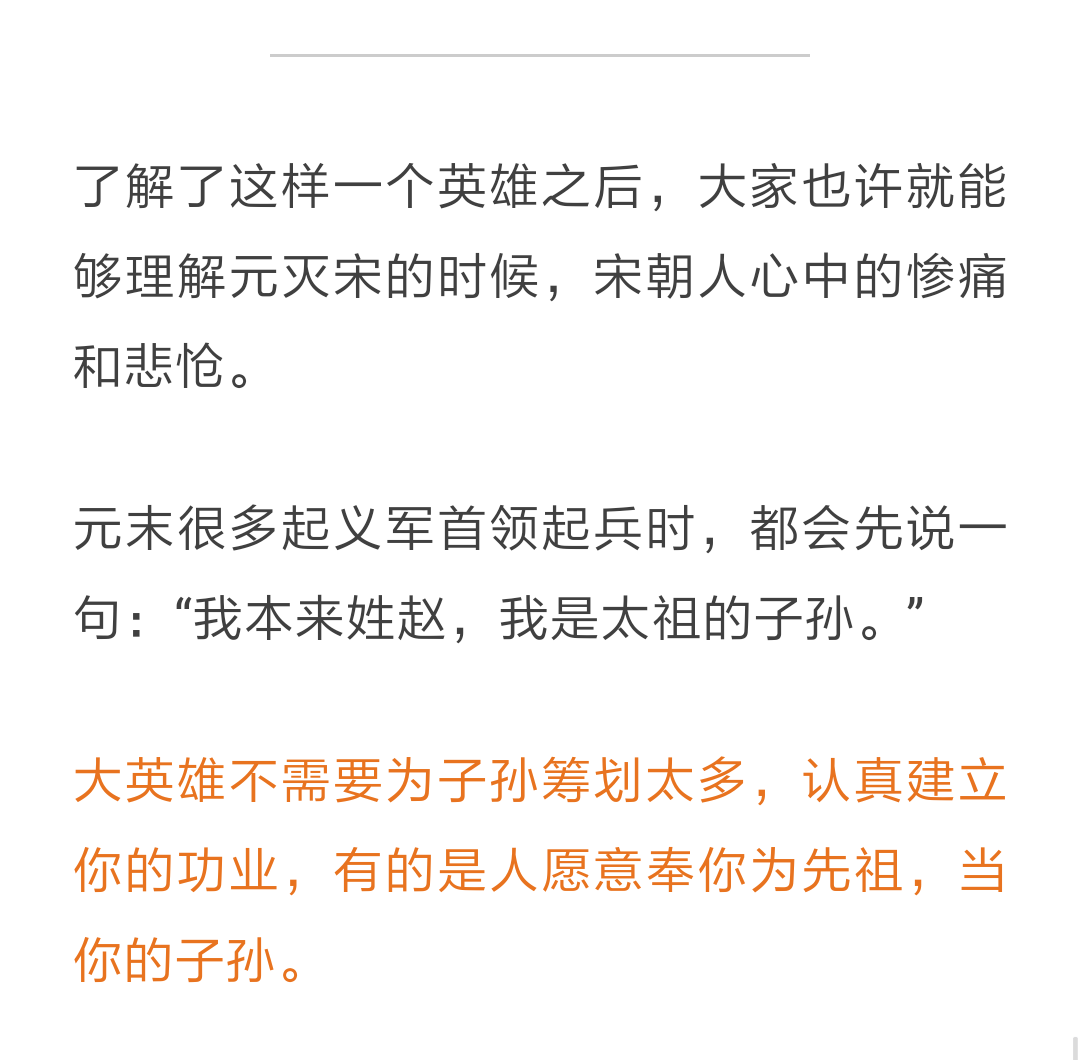 了解了这样一个英雄之后，大家也许就能
够理解元灭宋的时候，宋朝人心中的惨痛
和悲怆。
元末很多起义军首领起兵时，都会先说一
句：“我本来姓赵，我是太祖的子孙。”
大英雄不需要为子孙筹划太多，认真建立
你的功业，有的是人愿意奉你为先祖，当
你的子孙。